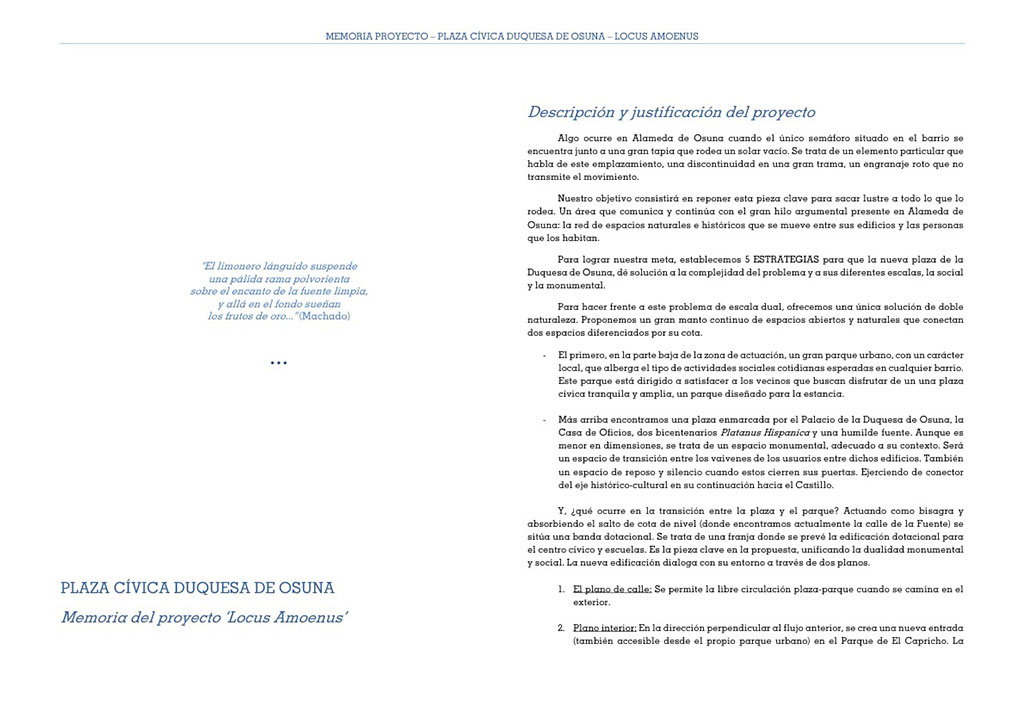 MEMORIA PROYECTO – PLAZA CÍVICA DUQUESA DE OSUNA – LOCUS AMOENUS
"El limonero lánguido suspende
una pálida rama polvorienta
sobre el encanto de la fuente limpia,
y allá en el fondo sueñan
los frutos de oro..."(Machado)
...
PLAZA CÍVICA DUQUESA DE OSUNA
Memoria del proyecto 'Locus Amoenus'
Descripción y justificación del proyecto
Algo ocurre en Alameda de Osuna cuando el único semáforo situado en el barrio se
encuentra junto a una gran tapia que rodea un solar vacío. Se trata de un elemento particular que
habla de este emplazamiento, una discontinuidad en una gran trama, un engranaje roto que no
transmite el movimiento.
Nuestro objetivo consistirá en reponer esta pieza clave para sacar lustre a todo lo que lo
rodea. Un área que comunica y continúa con el gran hilo argumental presente en Alameda de
Osuna: la red de espacios naturales e históricos que se mueve entre sus edificios y las personas
que los habitan.
Para lograr nuestra meta, establecemos 5 ESTRATEGIAS para que la nueva plaza de la
Duquesa de Osuna, dé solución a la complejidad del problema y a sus diferentes escalas, la social
y la monumental.
Para hacer frente a este problema de escala dual, ofrecemos una única solución de doble
naturaleza. Proponemos un gran manto continuo de espacios abiertos y naturales que conectan
dos espacios diferenciados por su cota.
- El primero, en la parte baja de la zona de actuación, un gran parque urbano, con un carácter
local, que alberga el tipo de actividades sociales cotidianas esperadas en cualquier barrio.
Este parque está dirigido a satisfacer a los vecinos que buscan disfrutar de un una plaza
cívica tranquila y amplia, un parque diseñado para la estancia.
- Más arriba encontramos una plaza enmarcada por el Palacio de la Duquesa de Osuna, la
Casa de Oficios, dos bicentenarios Platanus Hispanica y una humilde fuente. Aunque es
menor en dimensiones, se trata de un espacio monumental, adecuado a su contexto. Será
un espacio de transición entre los vaivenes de los usuarios entre dichos edificios. También
un espacio de reposo y silencio cuando estos cierren sus puertas. Ejerciendo de conector
del eje histórico-cultural en su continuación hacia el Castillo.
Y, ¿qué ocurre en la transición entre la plaza y el parque? Actuando como bisagra y
absorbiendo el salto de cota de nivel (donde encontramos actualmente la calle de la Fuente) se
sitúa una banda dotacional. Se trata de una franja donde se prevé la edificación dotacional para
el centro cívico y escuelas. Es la pieza clave en la propuesta, unificando la dualidad monumental
y social. La nueva edificación dialoga con su entorno a través de dos planos.
1. El plano de calle: Se permite la libre circulación plaza-parque cuando se camina en el
exterior.
2. Plano interior: En la dirección perpendicular al flujo anterior, se crea una nueva entrada
(también accesible desde el propio parque urbano) en el Parque de El Capricho. La